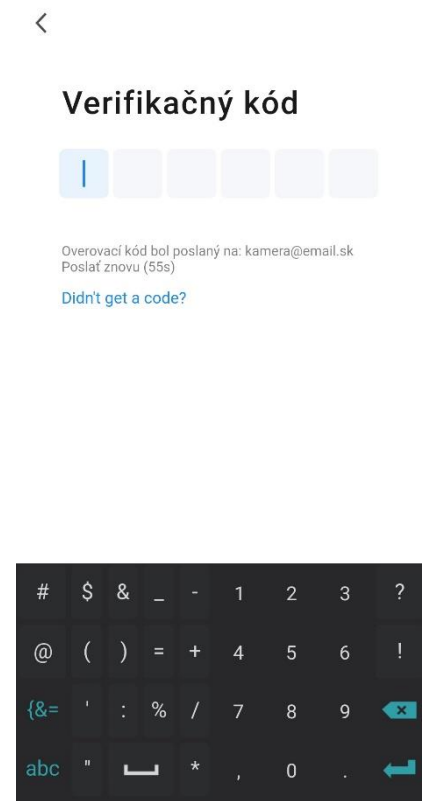 Verifikačný kód
Overovací kód bol poslaný na: kamera@email.sk
Poslať znovu (55s)
Didn't get a code?
# $ & _ - 1 2 3 ?
@ ( ) = + 4 5 6 !
{&= ' : % / 7 8 9
abc " * , 0 .